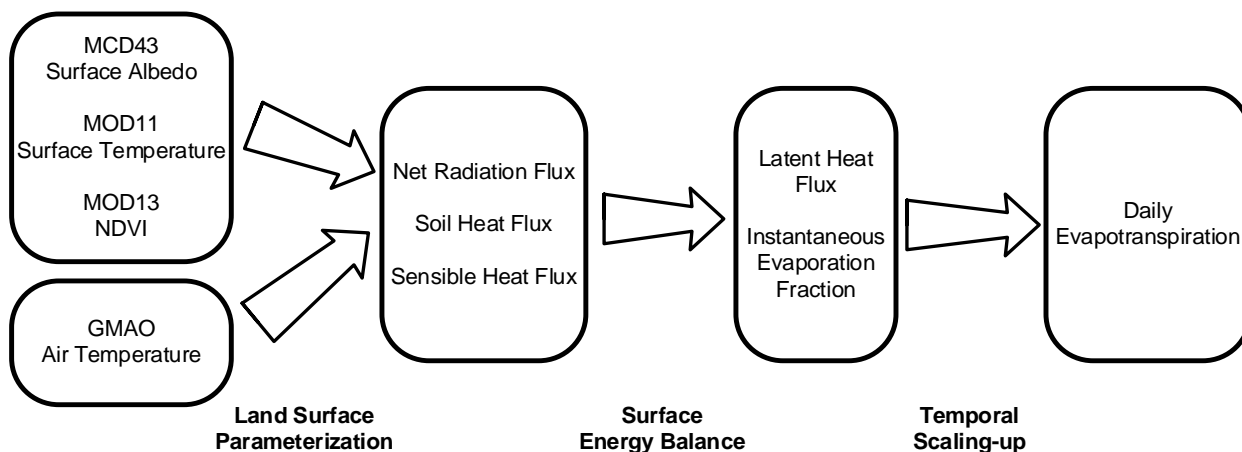 MCD43
Surface Albedo
MOD11
Surface Temperature
MOD13
NDVI
GMAO
Air Temperature
Net Radiation Flux
Soil Heat Flux
Sensible Heat Flux
Latent Heat
Flux
Instantaneous
Evaporation
Fraction
Daily
Evapotranspiration
Land Surface
Parameterization
Surface
Energy Balance
Temporal
Scaling-up